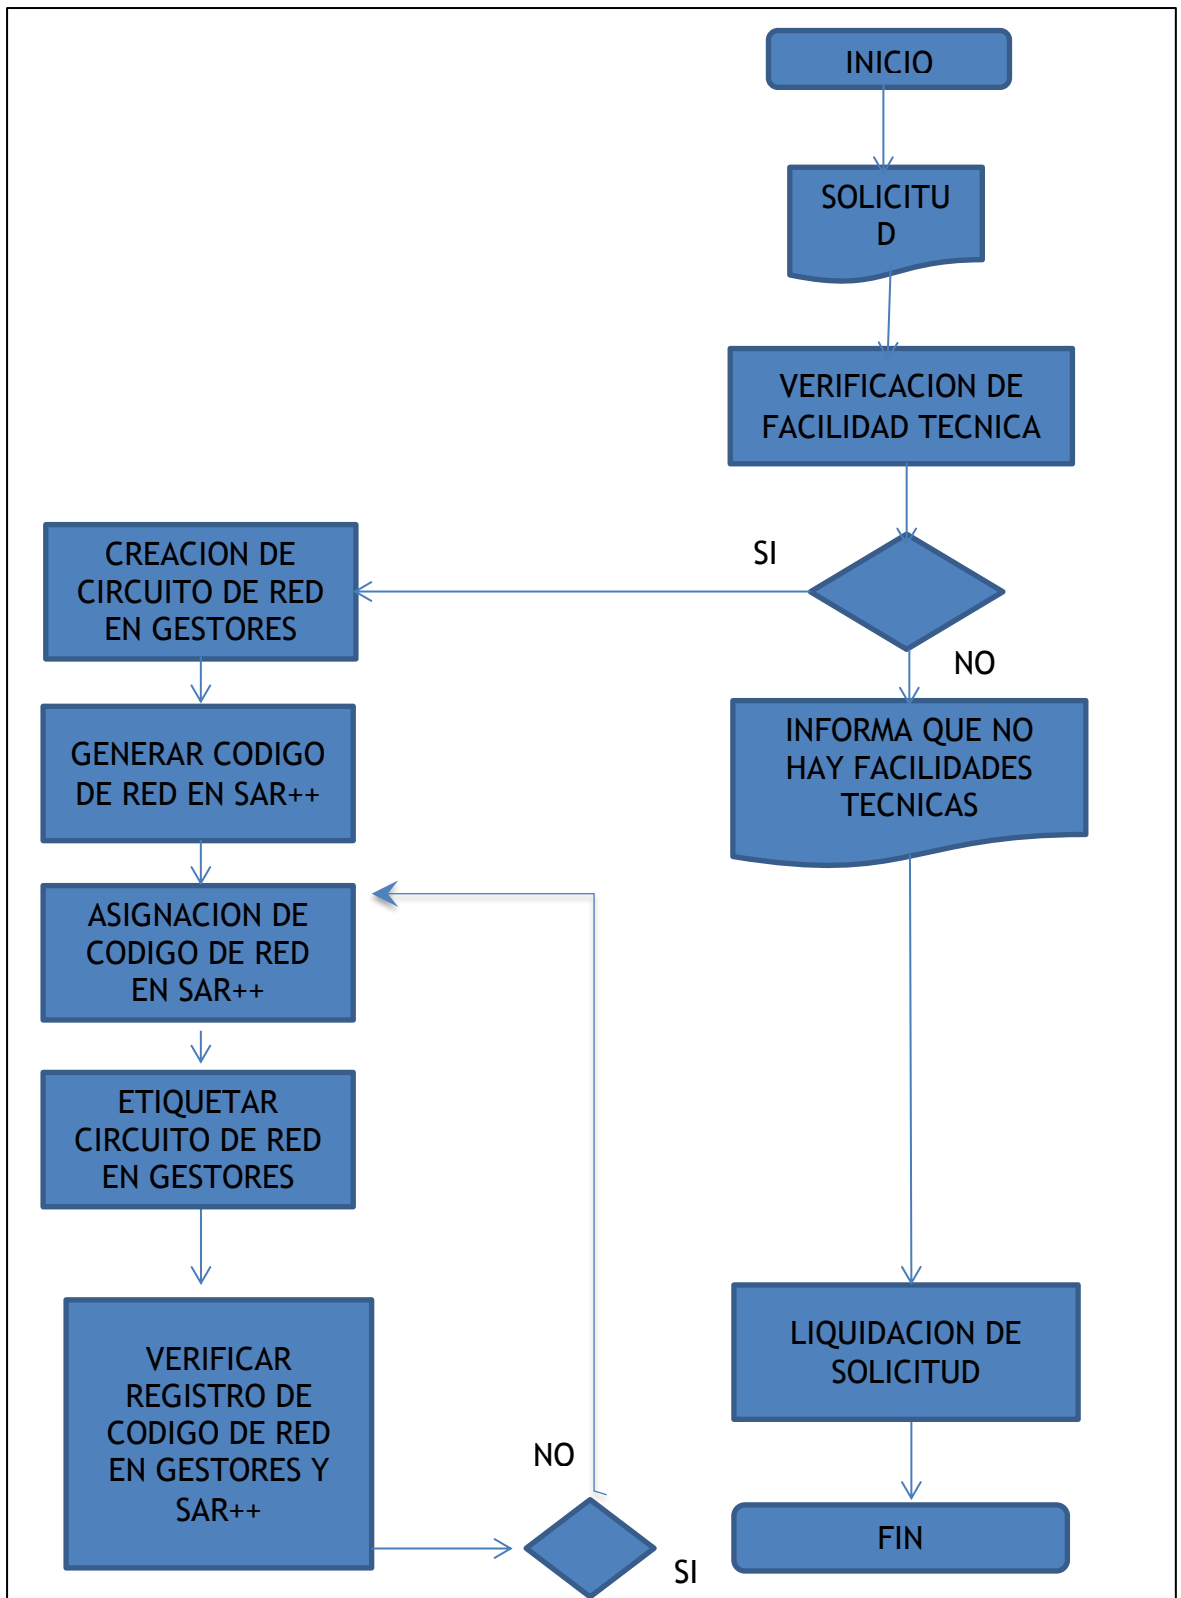 INICIO
SOLICITU
D
VERIFICACION DE
FACILIDAD TECNICA
SI
NO
CREACION DE
CIRCUITO DE RED
EN GESTORES
GENERAR CODIGO
DE RED EN SAR++
ASIGNACION DE
CODIGO DE RED
EN SAR++
ETIQUETAR
CIRCUITO DE RED
EN GESTORES
VERIFICAR
REGISTRO DE
CODIGO DE RED
EN GESTORES Y
SAR++
NO
SI
INFORMA QUE NO
HAY FACILIDADES
TECNICAS
LIQUIDACION DE
SOLICITUD
FIN